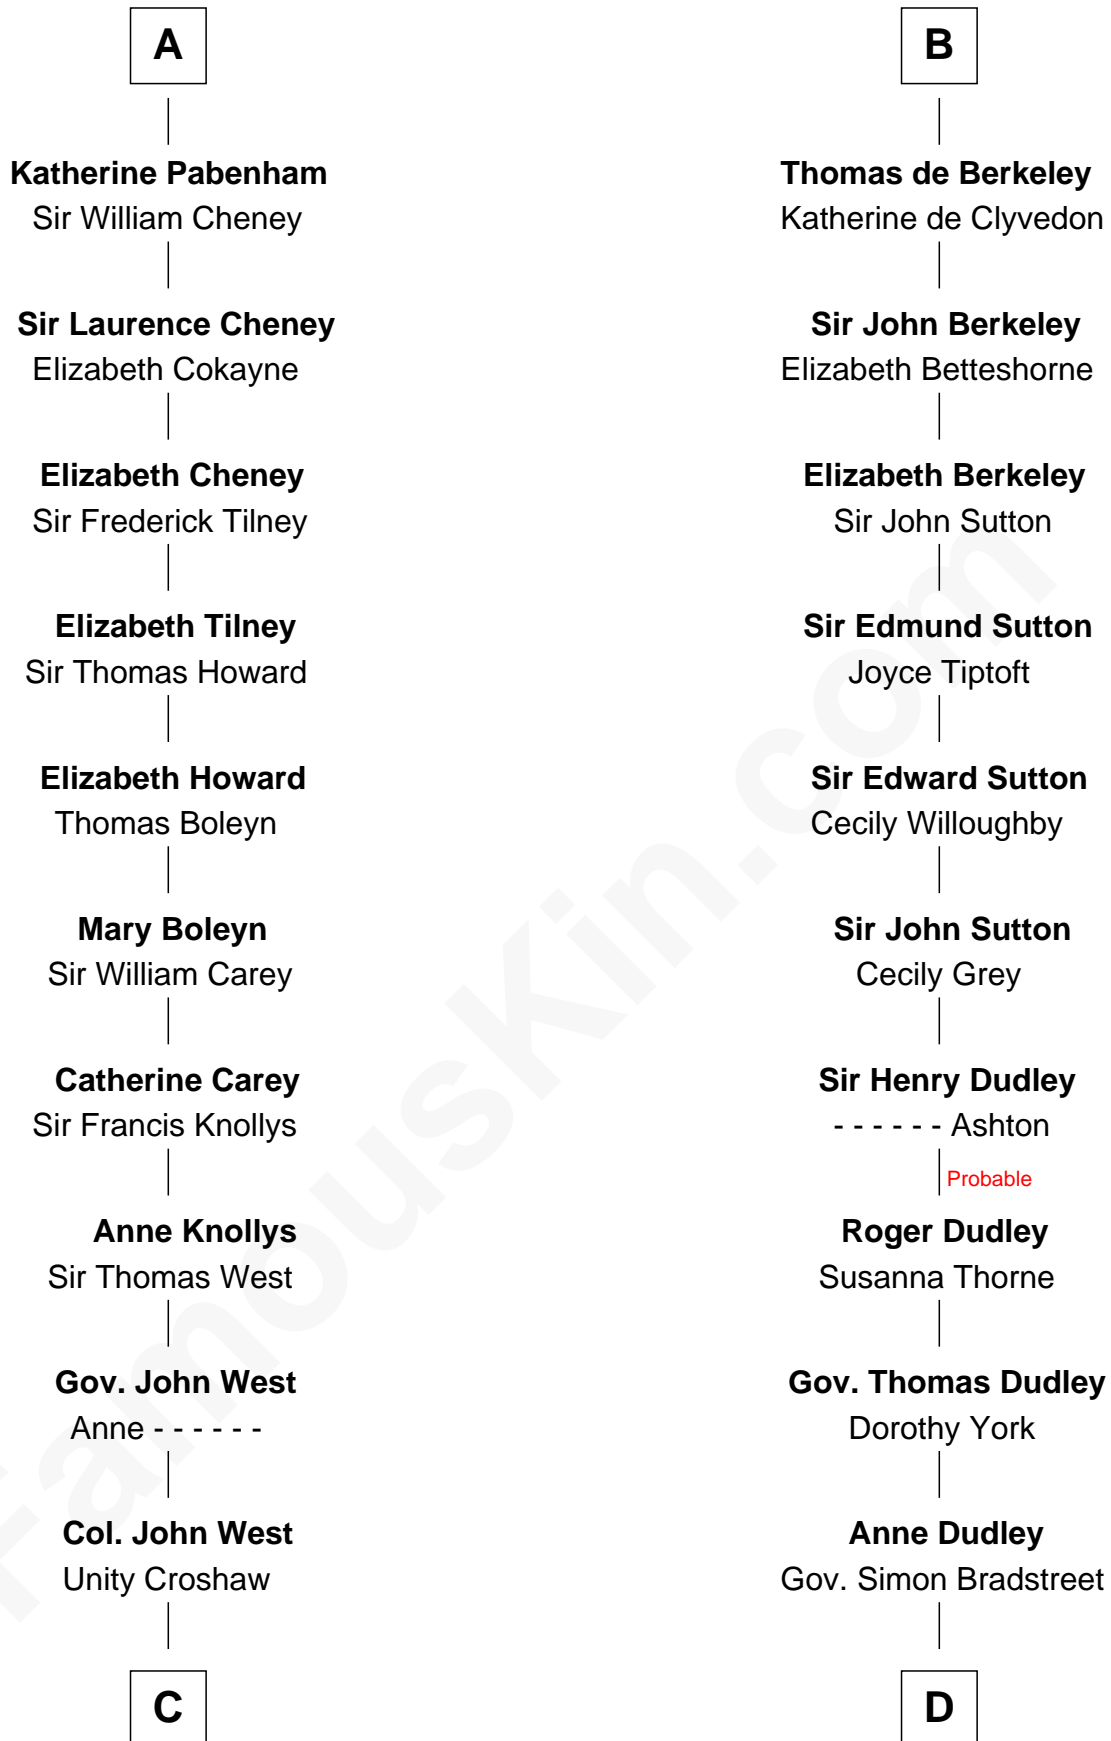 A
Katherine Pabenham
Sir William Cheney
Sir Laurence Cheney
Elizabeth Cokayne
Elizabeth Cheney
Sir Frederick Tilney
Elizabeth Tilney
Sir Thomas Howard
Elizabeth Howard
Thomas Boleyn
Mary Boleyn
Sir William Carey
Catherine Carey
Sir Francis Knollys
Anne Knollys
Sir Thomas West
Gov. John West
Anne - - - - - -
Col. John West
Unity Croshaw
C
B
Thomas de Berkeley
Katherine de Clyvedon
Sir John Berkeley
Elizabeth Betteshorne
Elizabeth Berkeley
Sir John Sutton
Sir Edmund Sutton
Joyce Tiptoft
Sir Edward Sutton
Cecily Willoughby
Sir John Sutton
Cecily Grey
Sir Henry Dudley
- - - - - - Ashton
Probable
Roger Dudley
Susanna Thorne
Gov. Thomas Dudley
Dorothy York
Anne Dudley
Gov. Simon Bradstreet
D
FamousKin.com